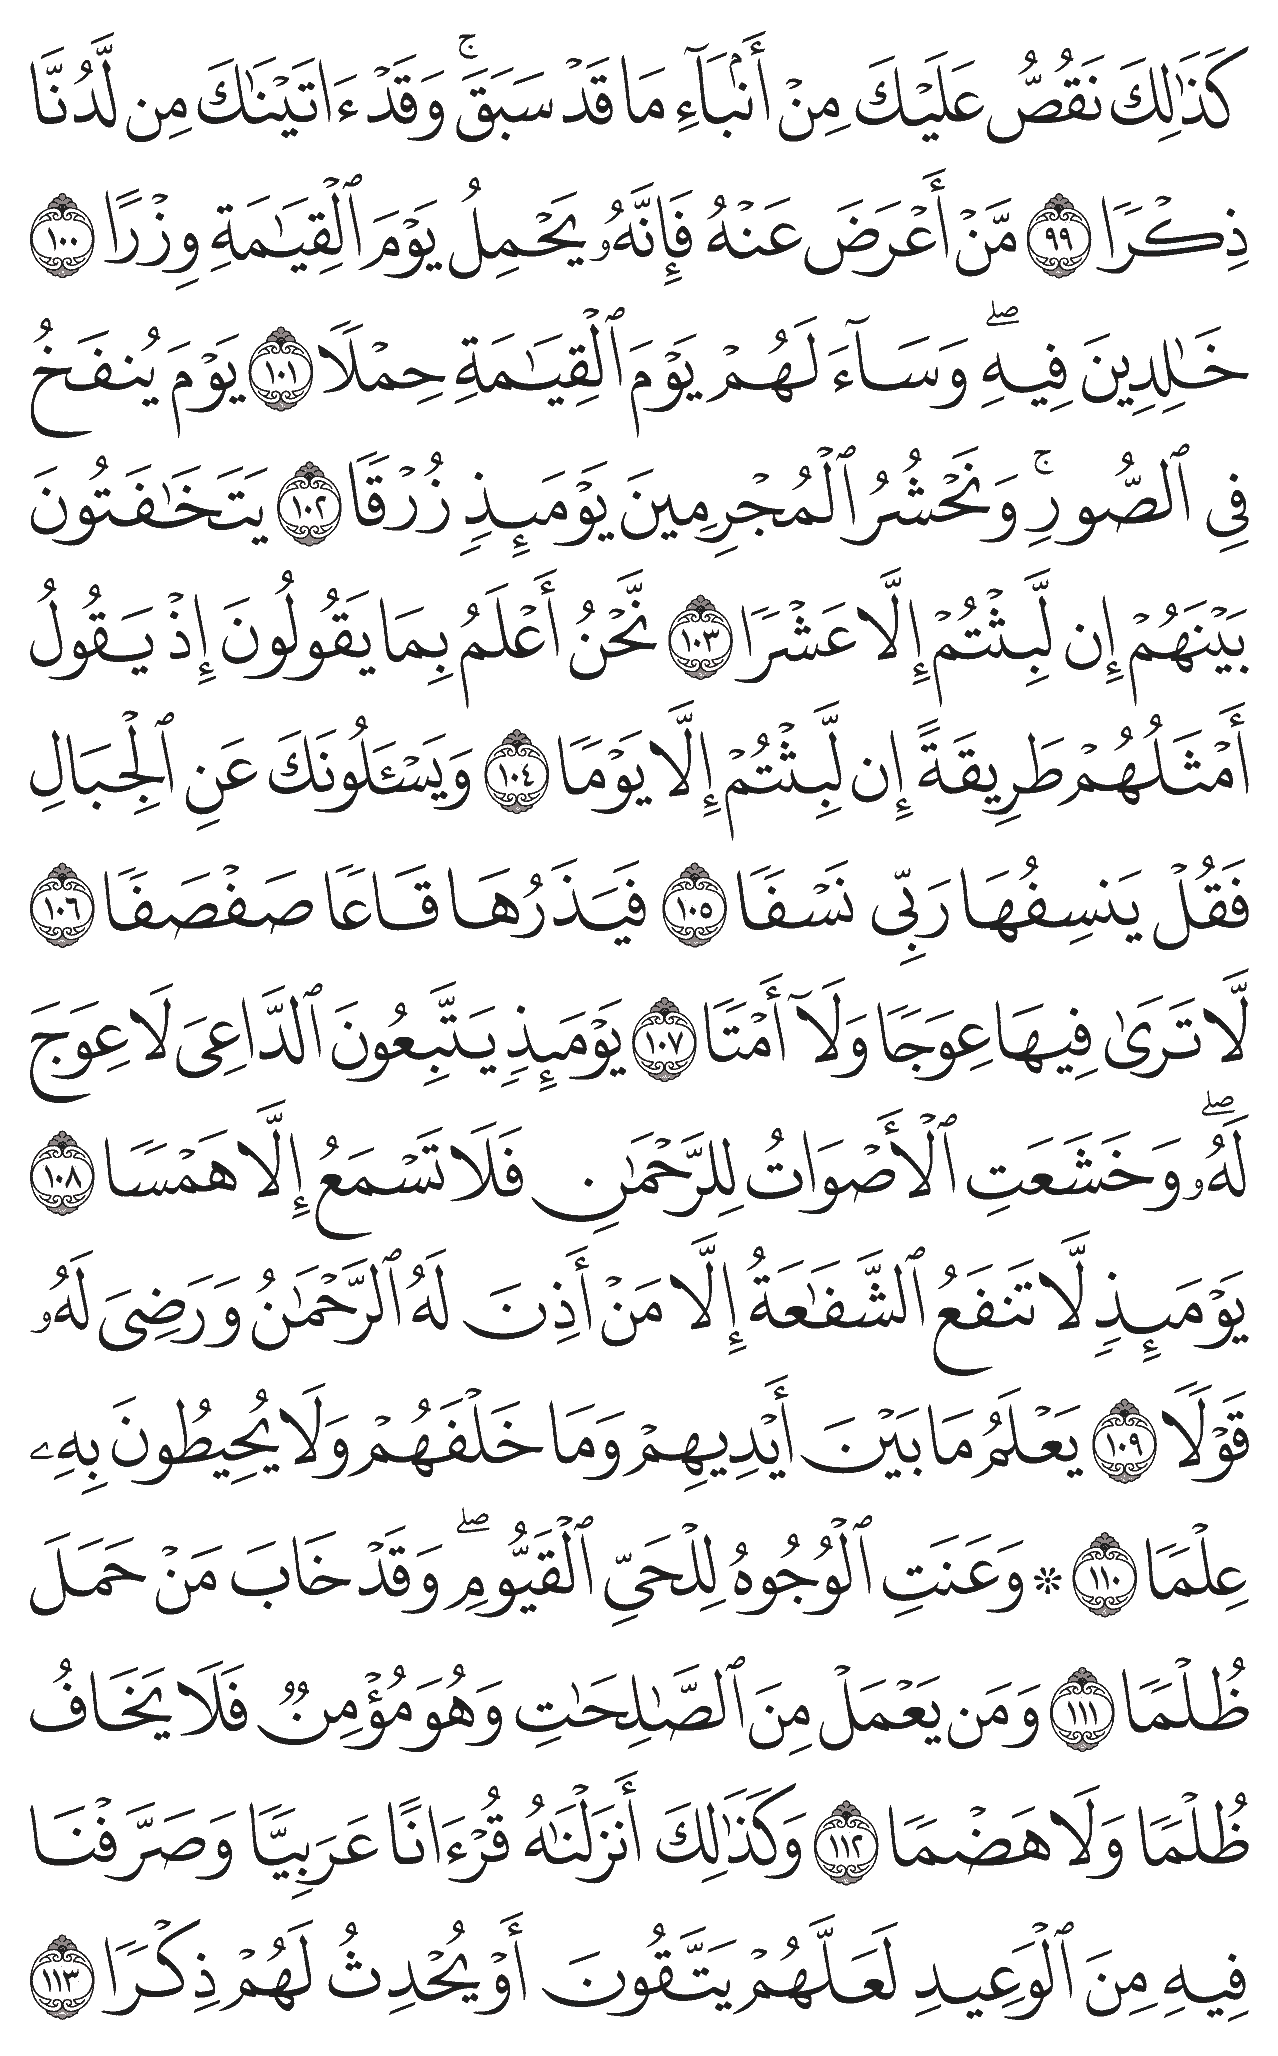 كَذَٰلِكَ نَقُصُّ عَلَيْكَ مِنْ أَنۢبَآءِ مَا قَدْ سَبَقَۚ وَقَدْ ءَاتَيْنَٰكَ مِن لَّدُنَّا
ذِكْرًا ٩٩ مَّنْ أَعْرَضَ عَنْهُ فَإِنَّهُۥ يَحْمِلُ يَوْمَ ٱلْقِيَٰمَةِ وِزْرًا ١٠٠
خَٰلِدِينَ فِيهِۖ وَسَآءَ لَهُمْ يَوْمَ ٱلْقِيَٰمَةِ حِمْلًا ١٠١ يَوْمَ يُنفَخُ
فِى ٱلصُّورِۚ وَنَحْشُرُ ٱلْمُجْرِمِينَ يَوْمَئِذٍ زُرْقًا ١٠٢ يَتَخَٰفَتُونَ
بَيْنَهُمْ إِن لَّبِثْتُمْ إِلَّا عَشْرًا ١٠٣ نَّحْنُ أَعْلَمُ بِمَا يَقُولُونَ إِذْ يَقُولُ
أَمْثَلُهُمْ طَرِيقَةً إِن لَّبِثْتُمْ إِلَّا يَوْمًا ١٠٤ وَيَسْـَٔلُونَكَ عَنِ ٱلْجِبَالِ
فَقُلْ يَنسِفُهَا رَبِّى نَسْفًا ١٠٥ فَيَذَرُهَا قَاعًا صَفْصَفًا ١٠٦
لَّا تَرَىٰ فِيهَا عِوَجًا وَلَآ أَمْتًا ١٠٧ يَوْمَئِذٍ يَتَّبِعُونَ ٱلدَّاعِىَ لَا عِوَجَ
لَهُۥۖ وَخَشَعَتِ ٱلْأَصْوَاتُ لِلرَّحْمَٰنِ فَلَا تَسْمَعُ إِلَّا هَمْسًا ١٠٨
يَوْمَئِذٍ لَّا تَنفَعُ ٱلشَّفَٰعَةُ إِلَّا مَنْ أَذِنَ لَهُ ٱلرَّحْمَٰنُ وَرَضِىَ لَهُۥ
قَوْلًا ١٠٩ يَعْلَمُ مَا بَيْنَ أَيْدِيهِمْ وَمَا خَلْفَهُمْ وَلَا يُحِيطُونَ بِهِۦ
عِلْمًا ١١٠ ۞ وَعَنَتِ ٱلْوُجُوهُ لِلْحَىِّ ٱلْقَيُّومِۖ وَقَدْ خَابَ مَنْ حَمَلَ
ظُلْمًا ١١١ وَمَن يَعْمَلْ مِنَ ٱلصَّٰلِحَٰتِ وَهُوَ مُؤْمِنٌ فَلَا يَخَافُ
ظُلْمًا وَلَا هَضْمًا ١١٢ وَكَذَٰلِكَ أَنزَلْنَٰهُ قُرْءَانًا عَرَبِيًّا وَصَرَّفْنَا
فِيهِ مِنَ ٱلْوَعِيدِ لَعَلَّهُمْ يَتَّقُونَ أَوْ يُحْدِثُ لَهُمْ ذِكْرًا ١١٣